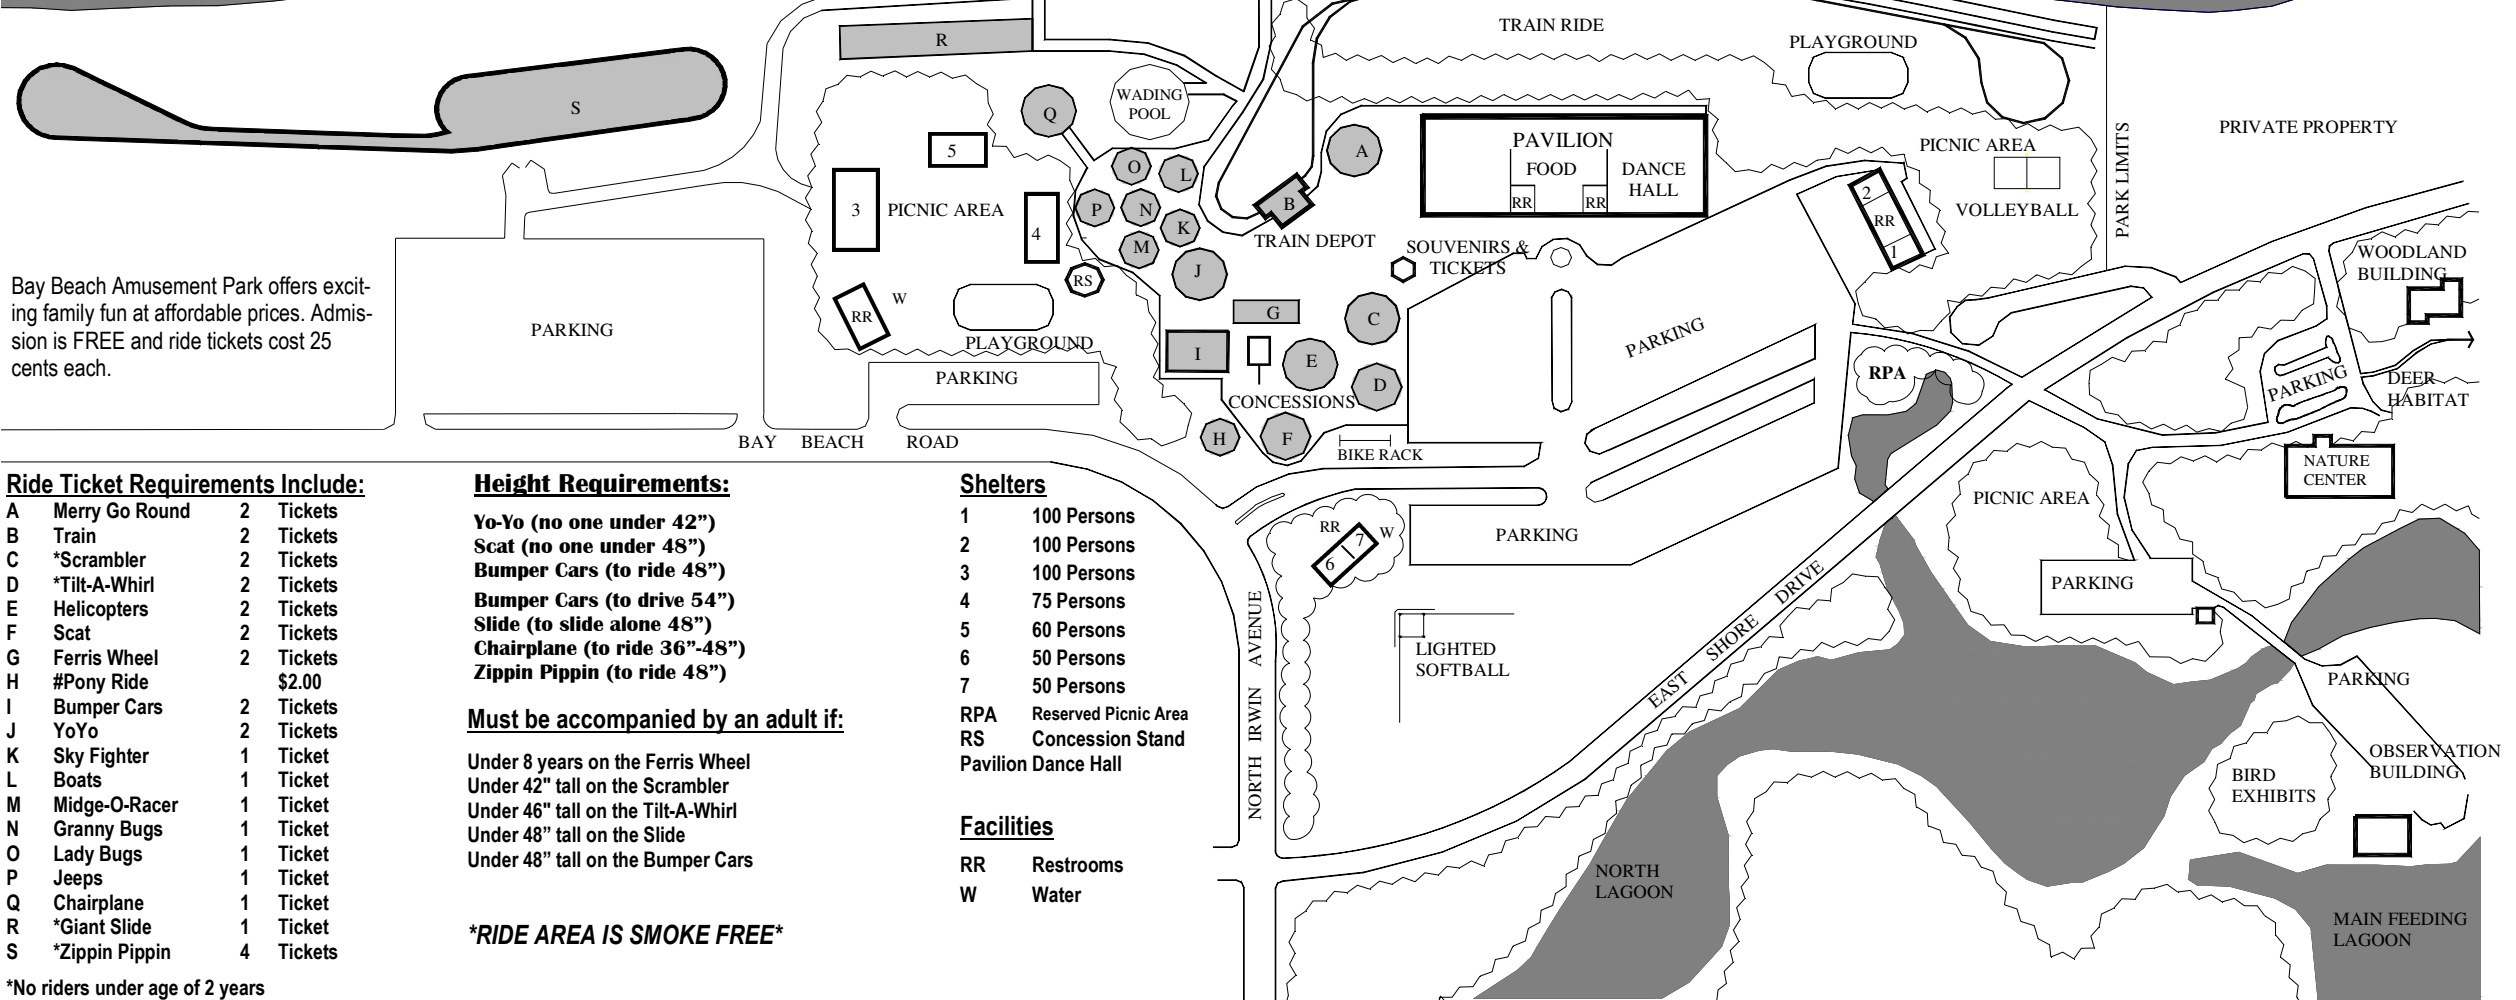 TRAIN RIDE
R
PLAYGROUND
S
Q
WADING
POOL
A
PAVILION
FOOD
DANCE
HALL
RR
RR
PRIVATE PROPERTY
PICNIC AREA
PARK LIMITS
VOLLEYBALL
5
O
L
3
PICNIC AREA
P
N
B
2
RR
1
4
K
M
TRAIN DEPOT
SOUVENIRS &
TICKETS
WOODLAND
BUILDING
RS
J
W
RR
G
C
PARKING
PLAYGROUND
PARKING
I
E
D
PARKING
RPA
PARKING
DEER
HABITAT
CONCESSIONS
H
F
BIKE RACK
BAY BEACH ROAD
Bay Beach Amusement Park offers excit-
ing family fun at affordable prices. Admis-
sion is FREE and ride tickets cost 25
cents each.
NATURE
CENTER
PICNIC AREA
RR
W
7
6
PARKING
PARKING
LIGHTED
SOFTBALL
EAST SHORE DRIVE
NORTH IRWIN AVENUE
PARKING
OBSERVATION
BUILDING
BIRD
EXHIBITS
NORTH
LAGOON
MAIN FEEDING
LAGOON
Ride Ticket Requirements Include:
A Merry Go Round 2 Tickets
B Train 2 Tickets
C *Scrambler 2 Tickets
D *Tilt-A-Whirl 2 Tickets
E Helicopters 2 Tickets
F Scat 2 Tickets
G Ferris Wheel 2 Tickets
H #Pony Ride $2.00
I Bumper Cars 2 Tickets
J YoYo 2 Tickets
K Sky Fighter 1 Ticket
L Boats 1 Ticket
M Midge-O-Racer 1 Ticket
N Granny Bugs 1 Ticket
O Lady Bugs 1 Ticket
P Jeeps 1 Ticket
Q Chairplane 1 Ticket
R *Giant Slide 1 Ticket
S *Zippin Pippin 4 Tickets
*No riders under age of 2 years
Height Requirements:
Yo-Yo (no one under 42”)
Scat (no one under 48”)
Bumper Cars (to ride 48”)
Bumper Cars (to drive 54”)
Slide (to slide alone 48”)
Chairplane (to ride 36”-48”)
Zippin Pippin (to ride 48”)
Must be accompanied by an adult if:
Under 8 years on the Ferris Wheel
Under 42" tall on the Scrambler
Under 46" tall on the Tilt-A-Whirl
Under 48” tall on the Slide
Under 48” tall on the Bumper Cars
*RIDE AREA IS SMOKE FREE*
Shelters
1 100 Persons
2 100 Persons
3 100 Persons
4 75 Persons
5 60 Persons
6 50 Persons
7 50 Persons
RPA Reserved Picnic Area
RS Concession Stand
Pavilion Dance Hall
Facilities
RR Restrooms
W Water